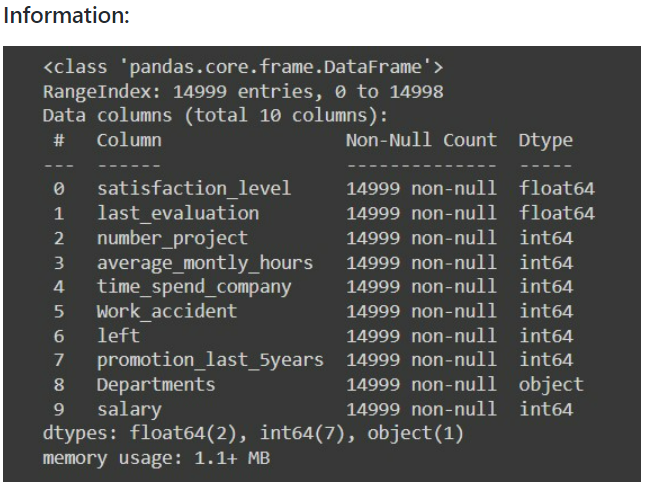 Information:
<class 'pandas.core.frame.DataFrame'>
RangeIndex: 14999 entries, 0 to 14998
Data columns (total 10 columns):
 #   Column                 Non-Null Count  Dtype
---  ------                 --------------  -----
 0   satisfaction_level     14999 non-null  float64
 1   last_evaluation        14999 non-null  float64
 2   number_project         14999 non-null  int64
 3   average_montly_hours   14999 non-null  int64
 4   time_spend_company     14999 non-null  int64
 5   Work_accident          14999 non-null  int64
 6   left                   14999 non-null  int64
 7   promotion_last_5years  14999 non-null  int64
 8   Departments            14999 non-null  object
 9   salary                 14999 non-null  int64
dtypes: float64(2), int64(7), object(1)
memory usage: 1.1+ MB